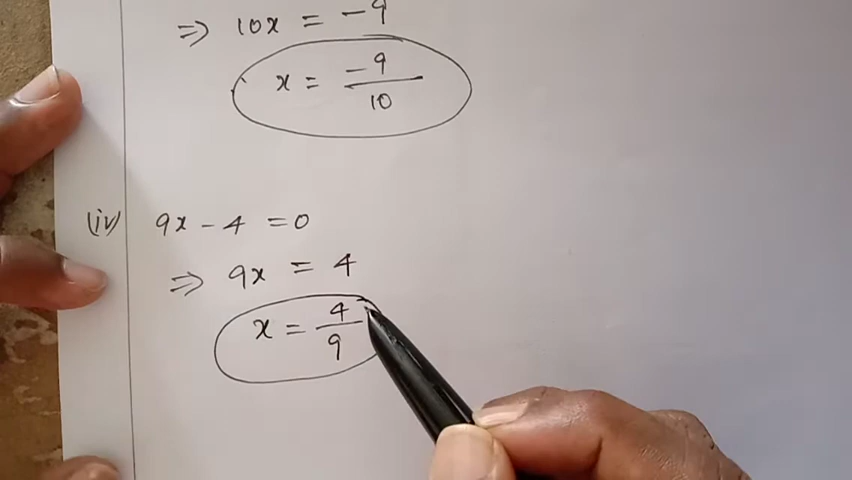 ⇒ 10x = -9
x = -9/10
(iv) 9x - 4 = 0
⇒ 9x = 4
x = 4/9